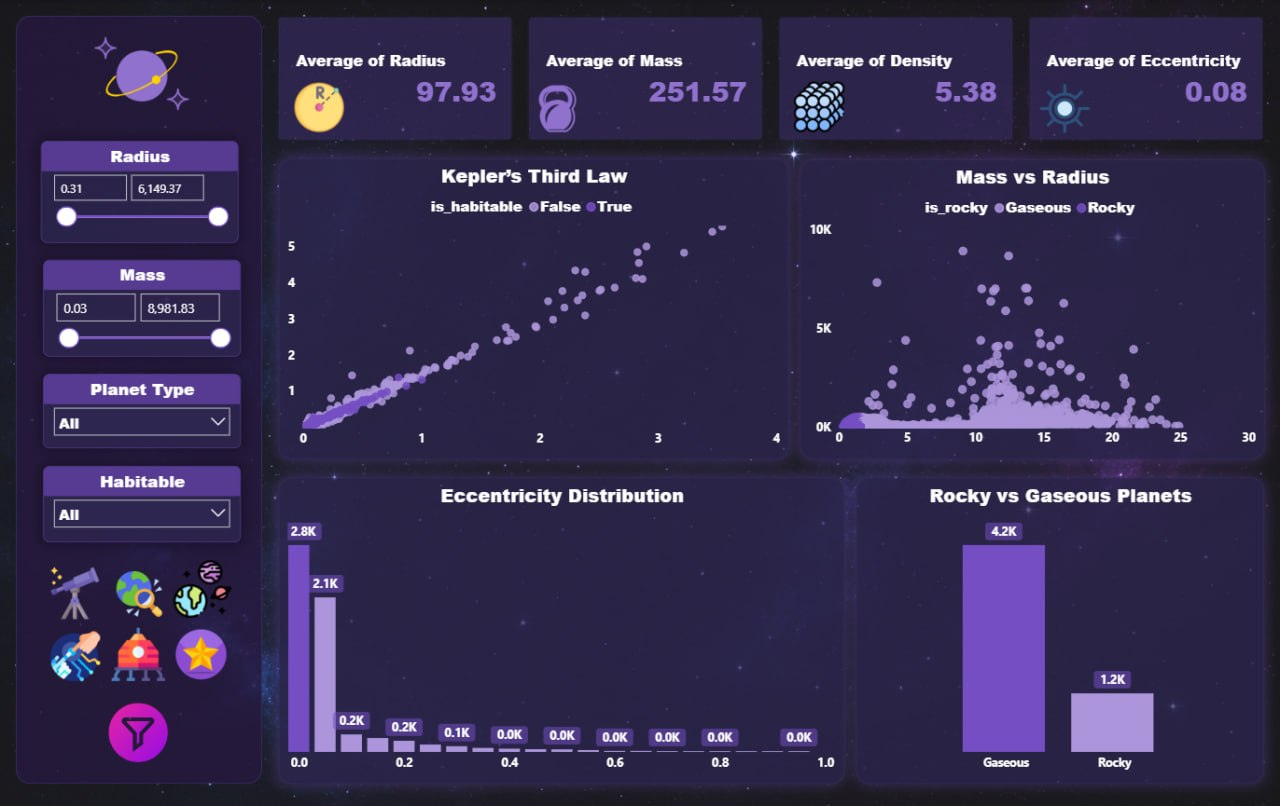 Average of Radius
R
97.93
Average of Mass
251.57
Average of Density
5.38
Average of Eccentricity
0.08
Radius
0.31
6,149.37
Mass
0.03
8,981.83
Planet Type
All
Habitable
All
Kepler's Third Law
is_habitable False True
5
4
3
2
1
0 1 2 3 4
Mass vs Radius
is_rocky Gaseous Rocky
10K
5K
0K
0 5 10 15 20 25 30
Eccentricity Distribution
2.8K
2.1K
0.2K 0.2K 0.1K 0.0K 0.0K 0.0K 0.0K 0.0K 0.0K
0.0 0.2 0.4 0.6 0.8 1.0
Rocky vs Gaseous Planets
4.2K
1.2K
Gaseous Rocky